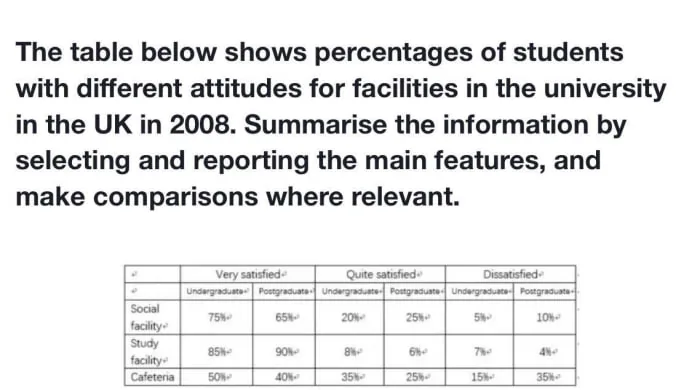 The table below shows percentages of students
with different attitudes for facilities in the university
in the UK in 2008. Summarise the information by
selecting and reporting the main features, and
make comparisons where relevant.
Very satisfied Quite satisfied Dissatisfied
Undergraduate Postgraduate Undergraduate Postgraduate Undergraduate Postgraduate
Social
facility 75% 65% 20% 25% 5% 10%
Study
facility 85% 90% 8% 6% 7% 4%
Cafeteria 50% 40% 35% 25% 15% 35%